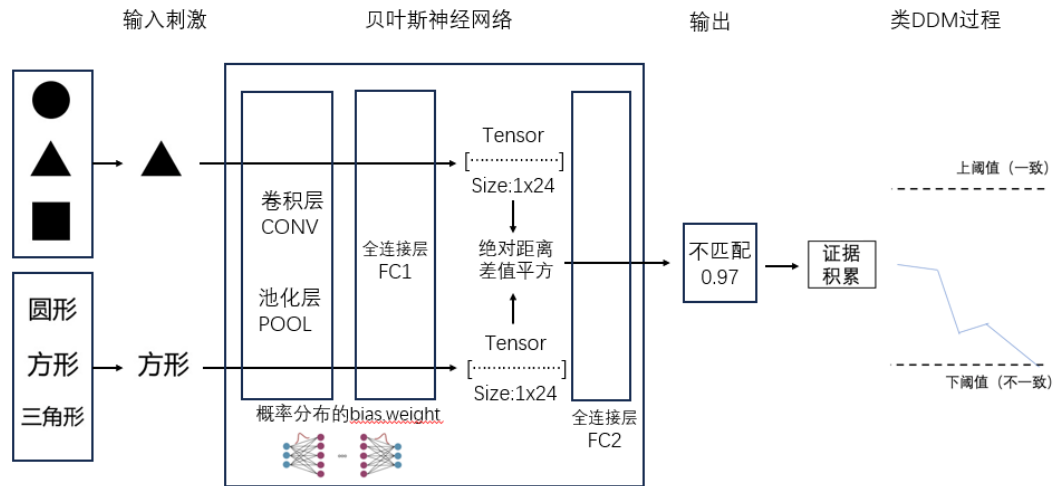 输入刺激
贝叶斯神经网络
输出
类DDM过程
圆形
方形
三角形
方形
卷积层
CONV
池化层
POOL
全连接层
FC1
概率分布的bias.weight
Tensor
[..................]
Size:1x24
绝对距离
差值平方
Tensor
[..................]
Size:1x24
全连接层
FC2
不匹配
0.97
证据
积累
上阈值（一致）
下阈值（不一致）